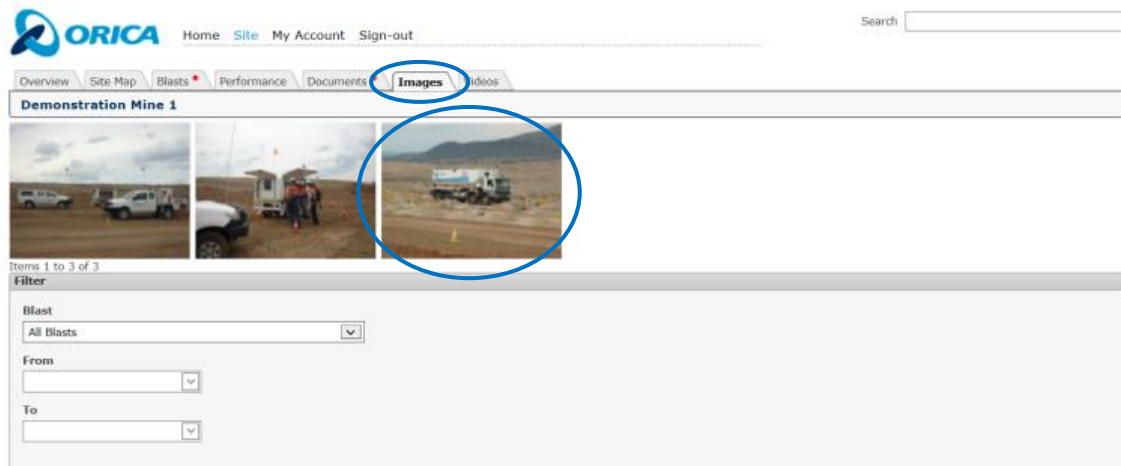 ORICA
Home Site My Account Sign-out
Search
Overview Site Map Blasts Performance Documents Images Videos
Demonstration Mine 1
Items 1 to 3 of 3
Filter
Blast
All Blasts
From
To